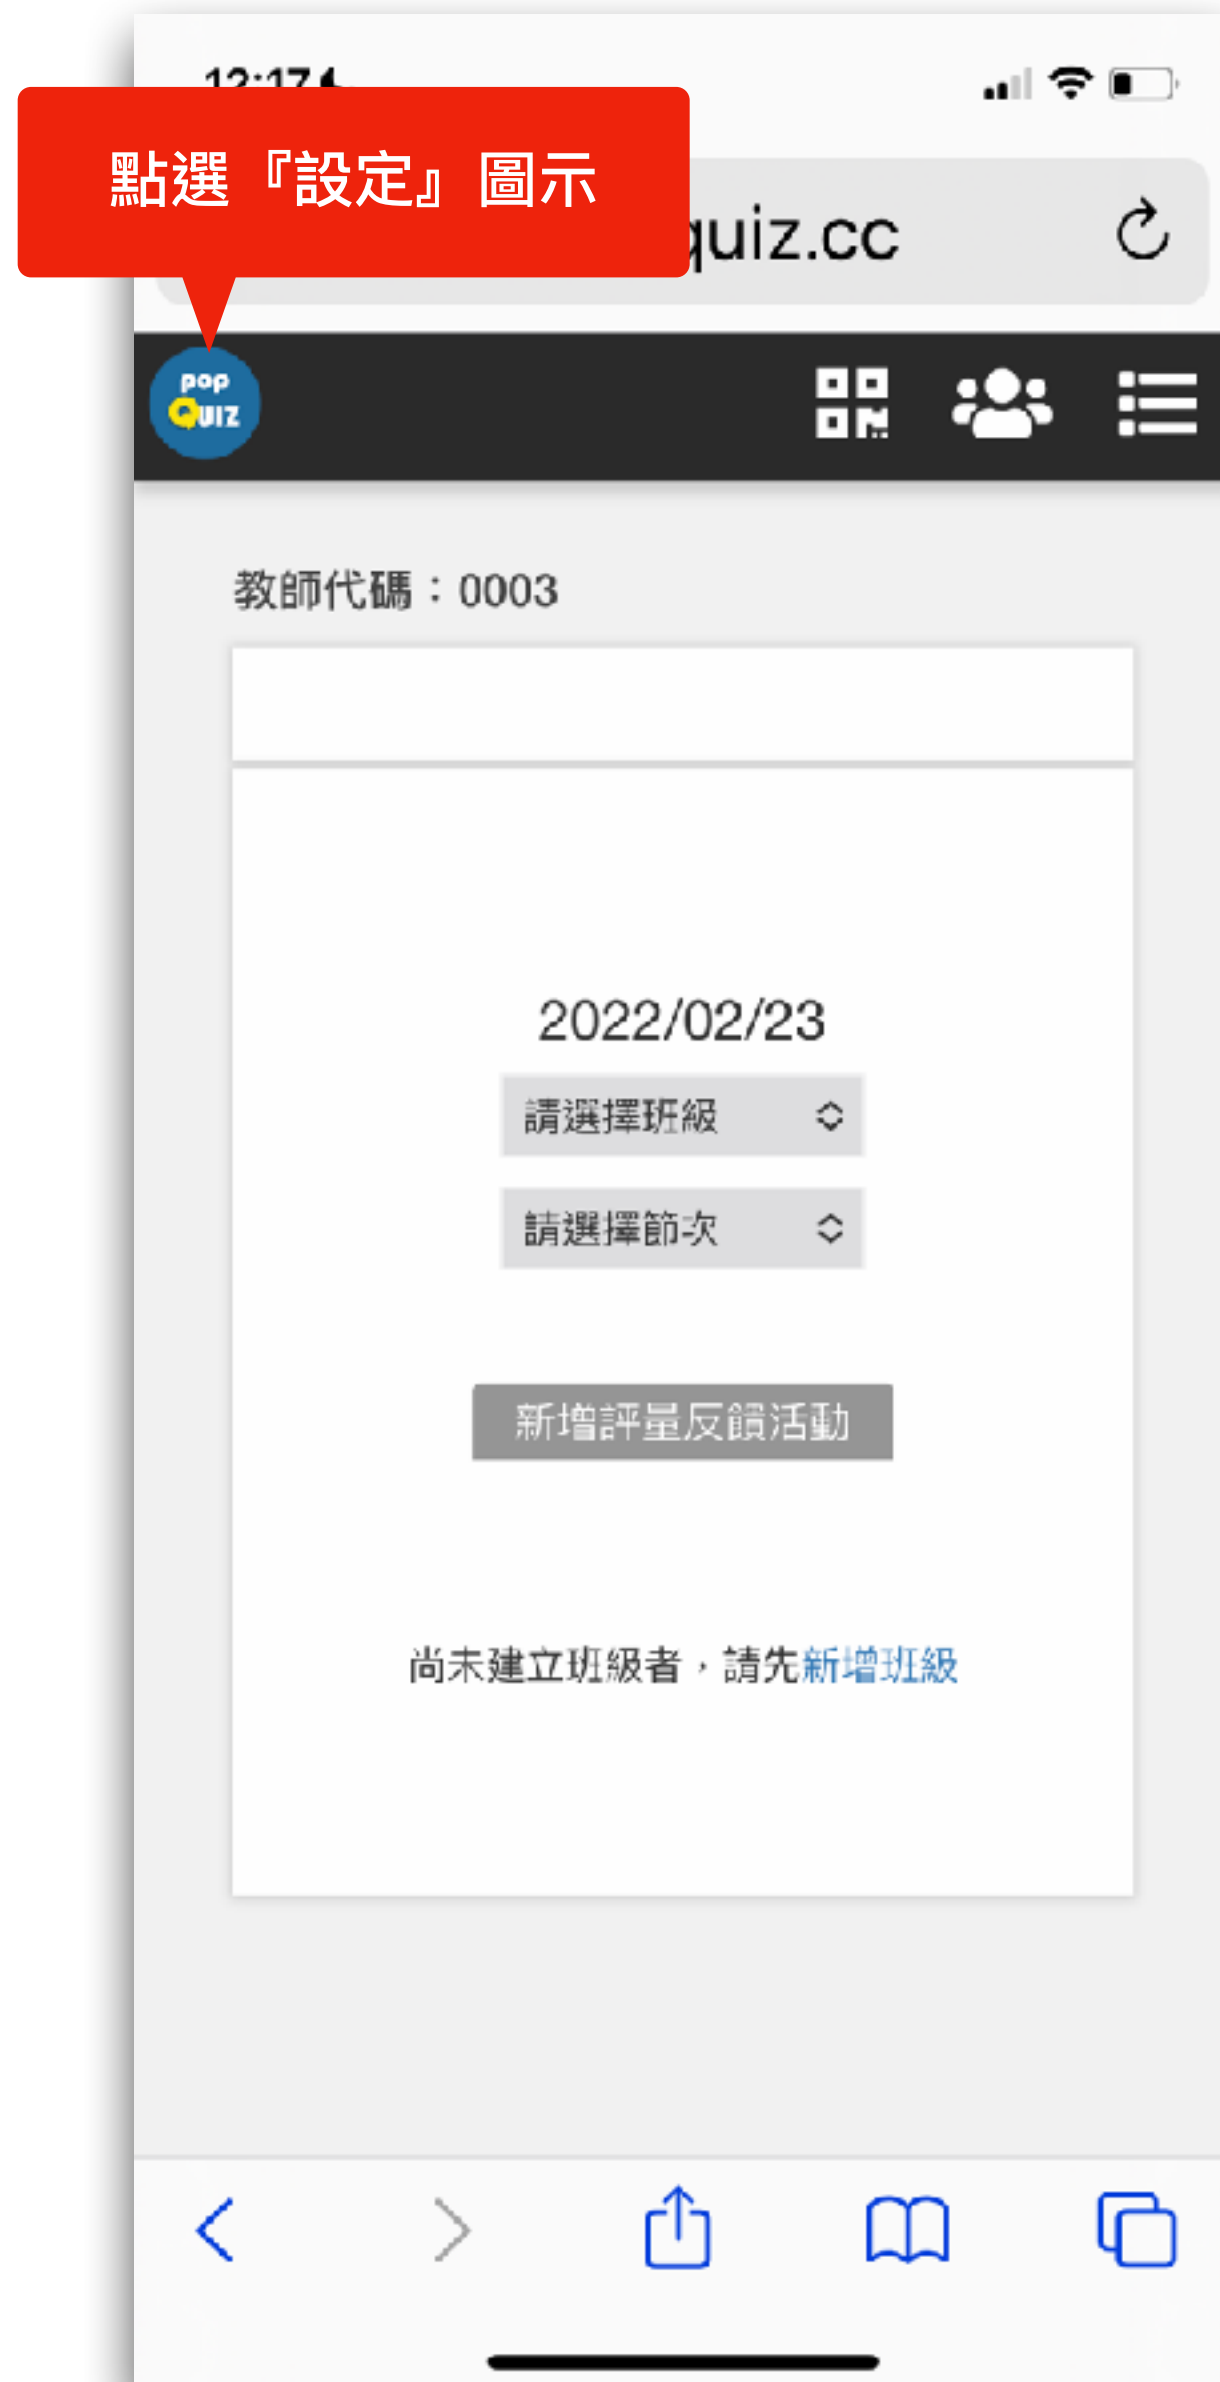 點選『設定』圖示
quiz.cc
pop
QUIZ
教師代碼：0003
2022/02/23
請選擇班級
請選擇節次
新增評量反饋活動
尚未建立班級者，請先新增班級